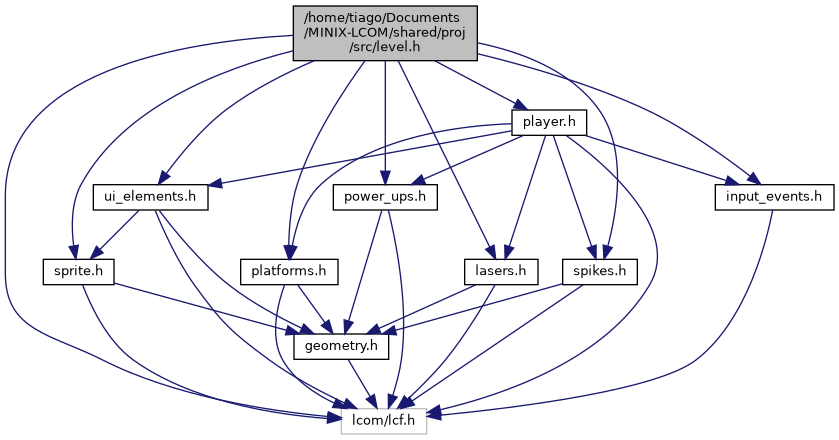 /home/tiago/Documents
/MINIX-LCOM/shared/proj
/src/level.h
player.h
ui_elements.h
power_ups.h
input_events.h
sprite.h
platforms.h
lasers.h
spikes.h
geometry.h
lcom/lcf.h